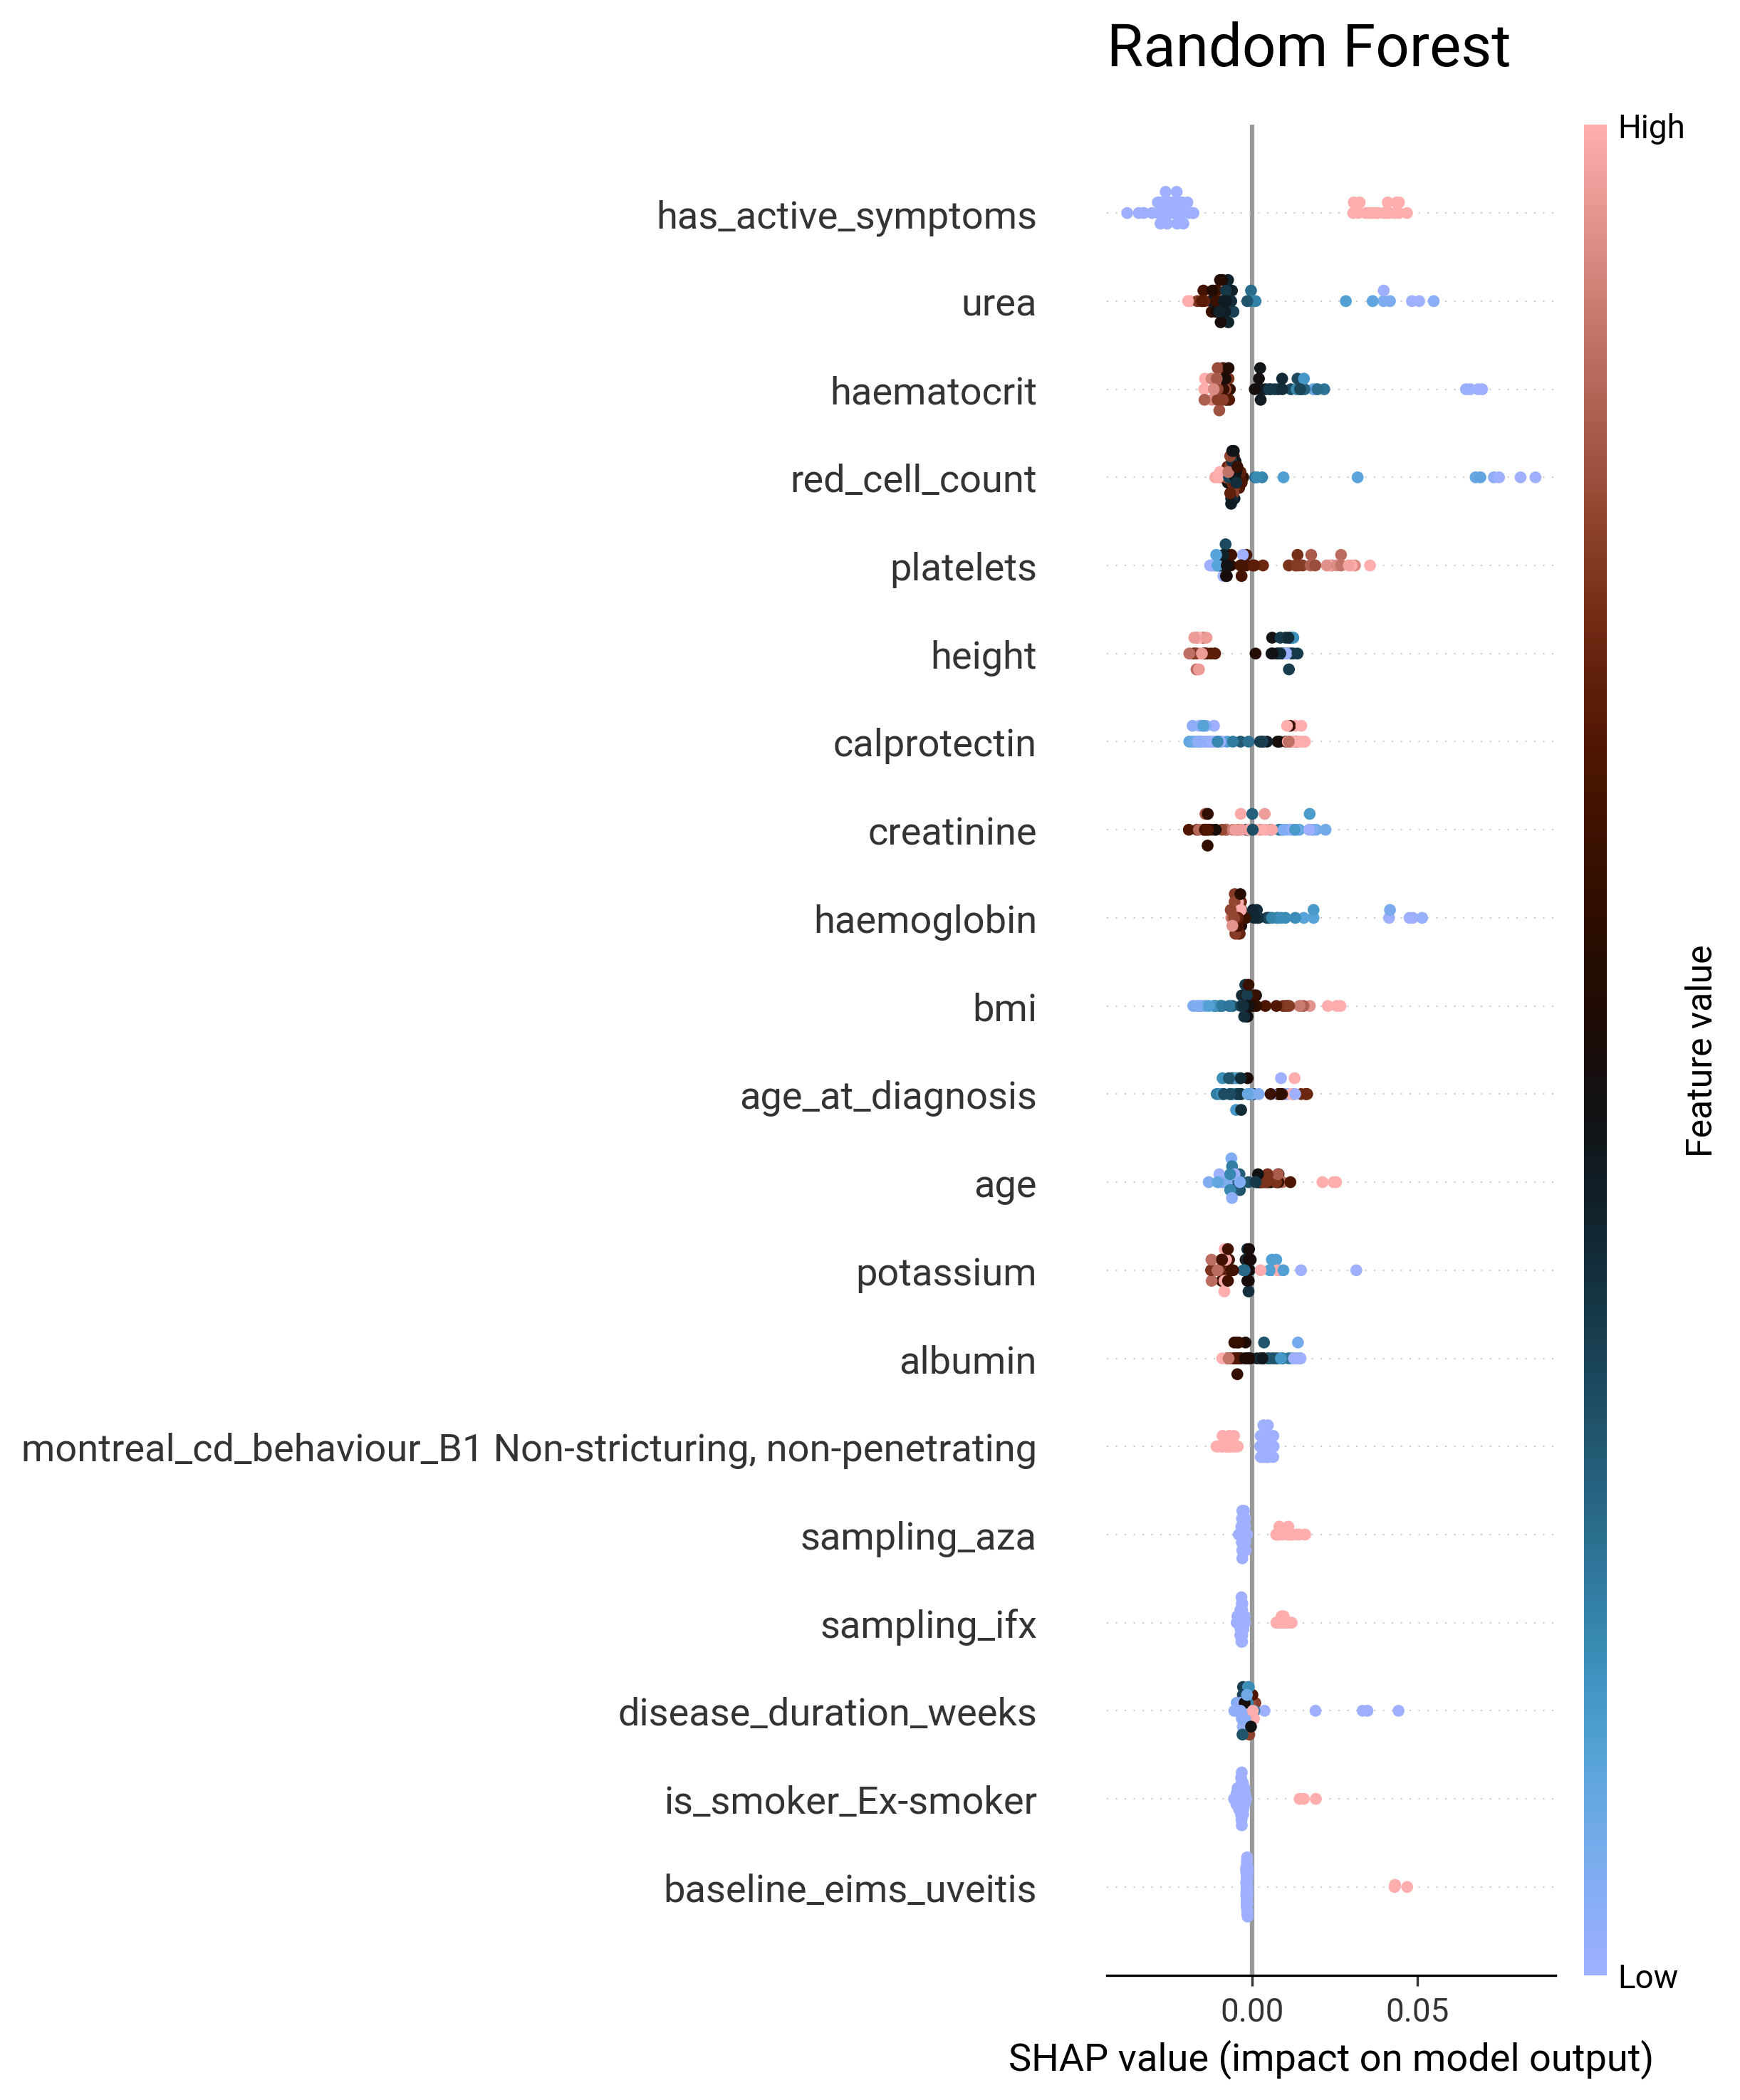 Random Forest
High
has_active_symptoms
urea
haematocrit
red_cell_count
platelets
height
calprotectin
creatinine
haemoglobin
bmi
age_at_diagnosis
age
potassium
albumin
montreal_cd_behaviour_B1 Non-stricturing, non-penetrating
sampling_aza
sampling_ifx
disease_duration_weeks
is_smoker_Ex-smoker
baseline_eims_uveitis
Feature value
Low
0.00 0.05
SHAP value (impact on model output)